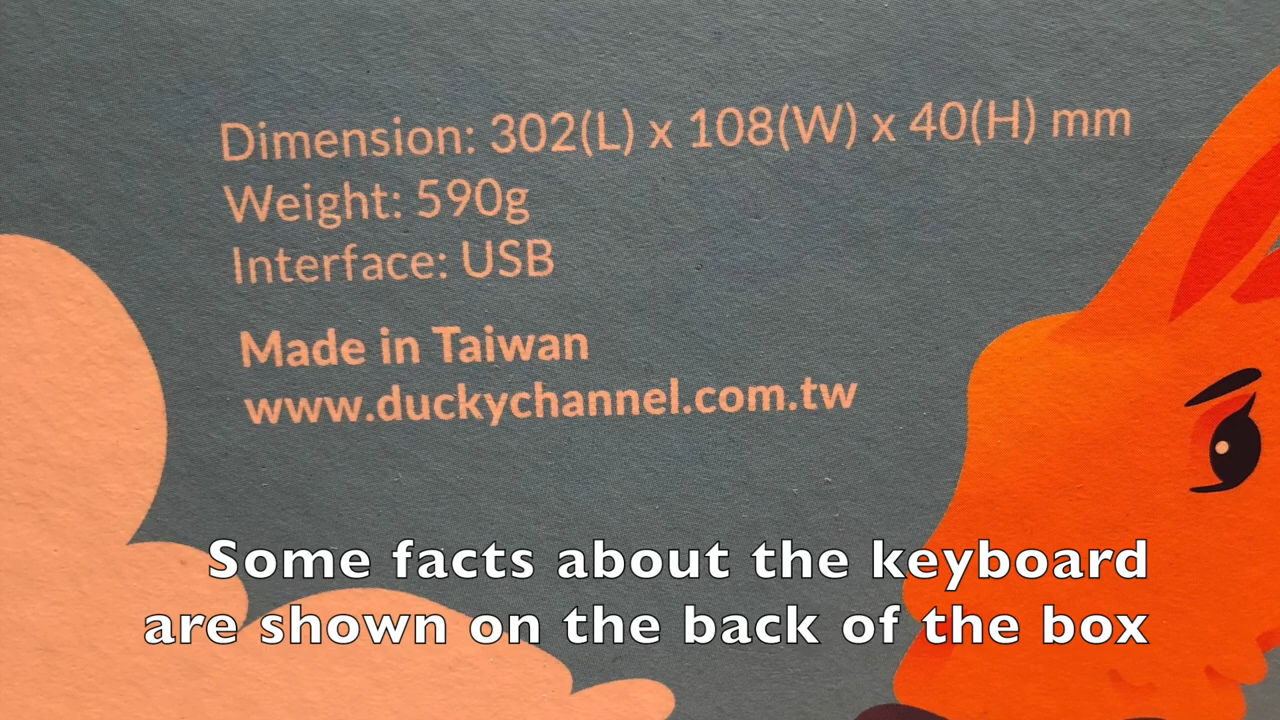 Dimension: 302(L) x 108(W) x 40(H) mm
Weight: 590g
Interface: USB
Made in Taiwan
www.duckychannel.com.tw
Some facts about the keyboard
are shown on the back of the box